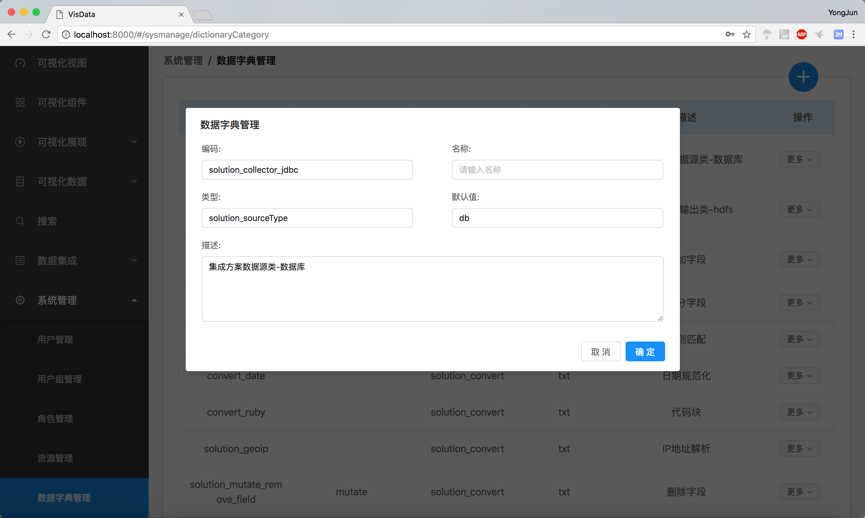 VisData
YongJun
localhost:8000/#/sysmanage/dictionaryCategory
ABP
JH
可视化视图
系统管理 / 数据字典管理
可视化组件
可视化展现
可视化数据
搜索
数据集成
系统管理
用户管理
用户组管理
角色管理
资源管理
数据字典管理
描述
操作
据源类-数据库
更多
输出类-hdfs
更多
加字段
更多
分字段
更多
则匹配
更多
数据字典管理
编码:
名称:
solution_collector_jdbc
请输入名称
类型:
默认值:
solution_sourceType
db
描述:
集成方案数据源类-数据库
取 消
确 定
convert_date
solution_convert
txt
日期规范化
更多
convert_ruby
solution_convert
txt
代码块
更多
solution_geoip
solution_convert
txt
IP地址解析
更多
solution_mutate_rem
ove_field
mutate
solution_convert
txt
删除字段
更多